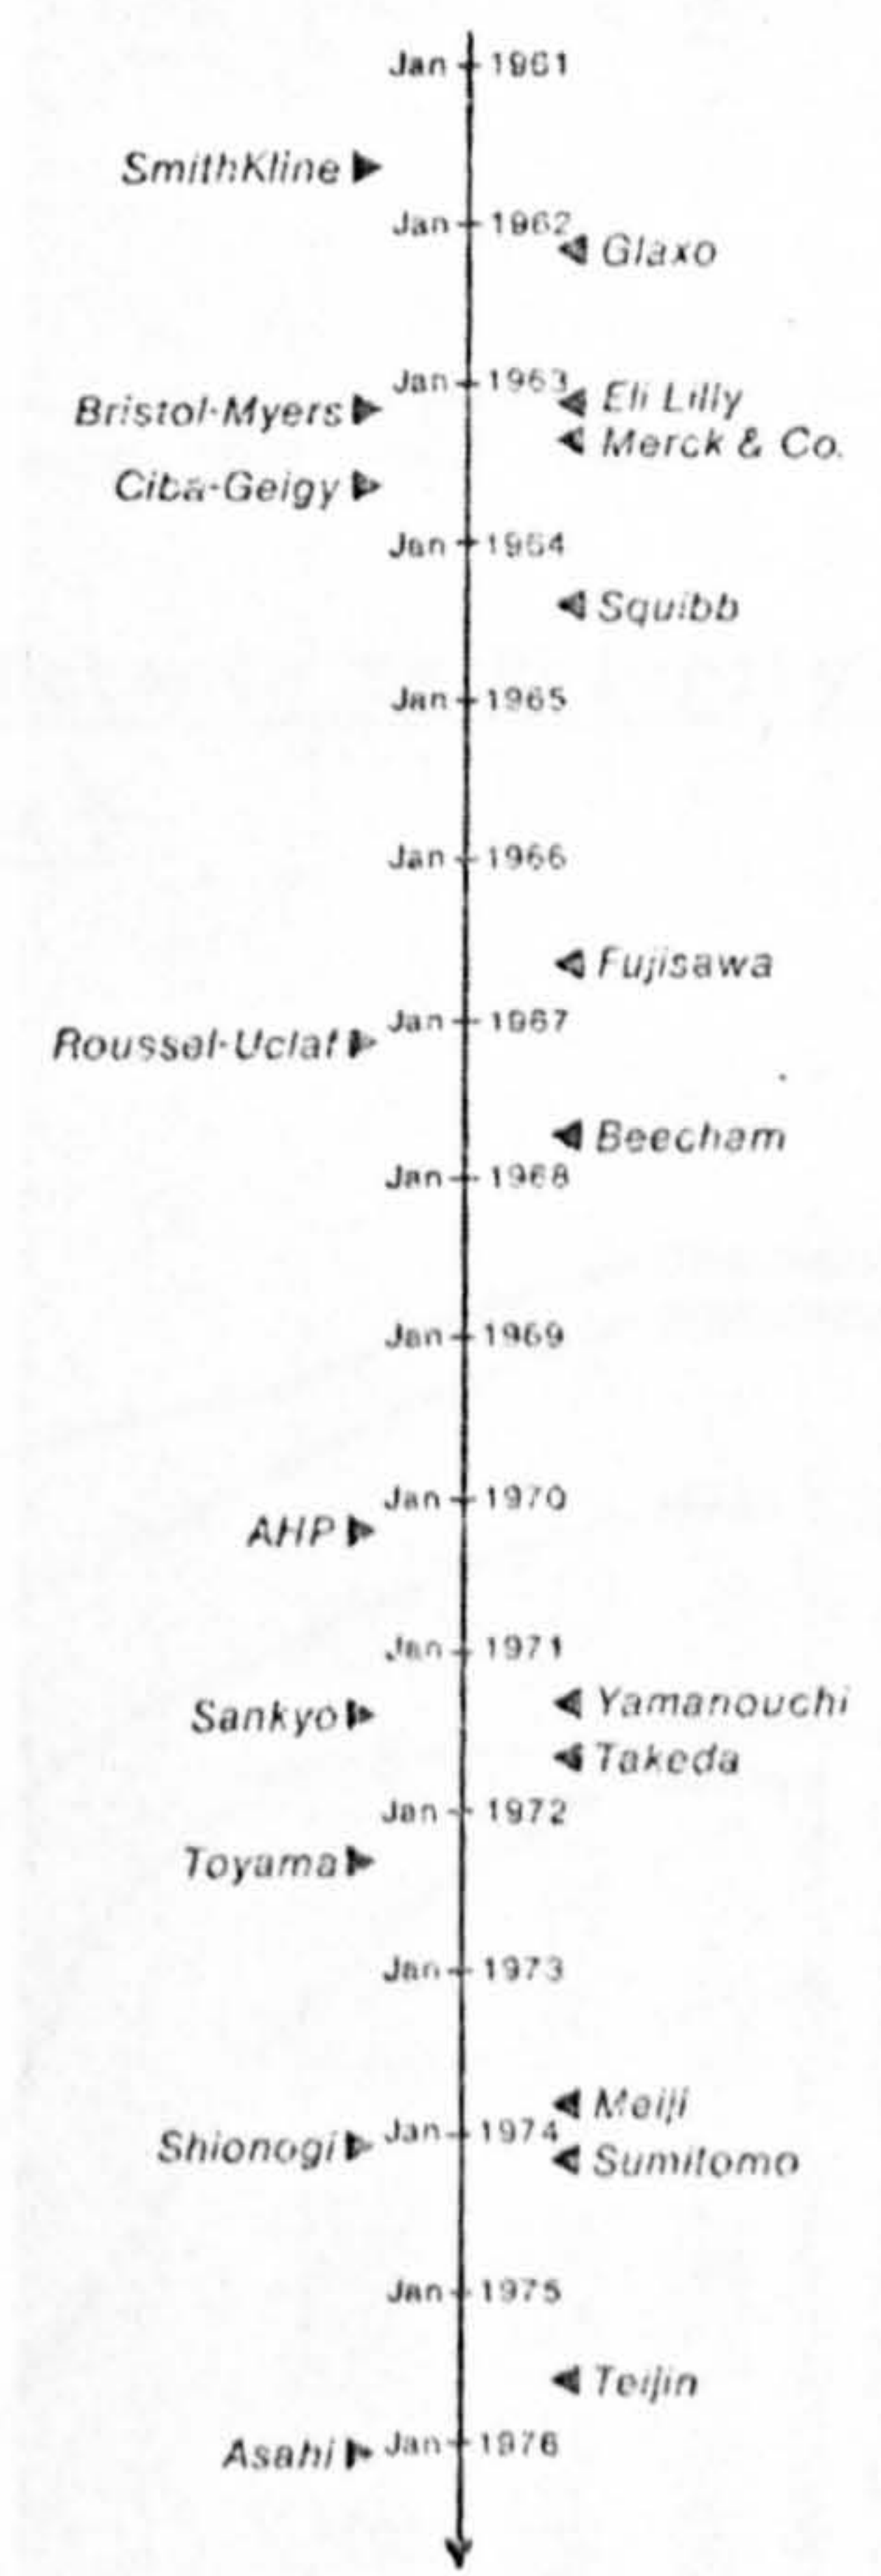 Jan 1961
SmithKline
Jan 1962
Glaxo
Jan 1963
Eli Lilly
Bristol-Myers
Merck & Co.
Ciba-Geigy
Jan 1964
Squibb
Jan 1965
Jan 1966
Fujisawa
Jan 1967
Roussel-Uclaf
Beecham
Jan 1968
Jan 1969
Jan 1970
AHP
Jan 1971
Yamanouchi
Sankyo
Takeda
Jan 1972
Toyama
Jan 1973
Meiji
Jan 1974
Shionogi
Sumitomo
Jan 1975
Teijin
Jan 1976
Asahi